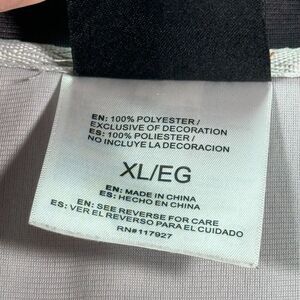 EN: 100% POLYESTER /
EXCLUSIVE OF DECORATION
ES: 100% POLIESTER /
NO INCLUYE LA DECORACION
XL/EG
EN: MADE IN CHINA
ES: HECHO EN CHINA
EN: SEE REVERSE FOR CARE
ES: VER EL REVERSO PARA EL CUIDADO
RN#117927